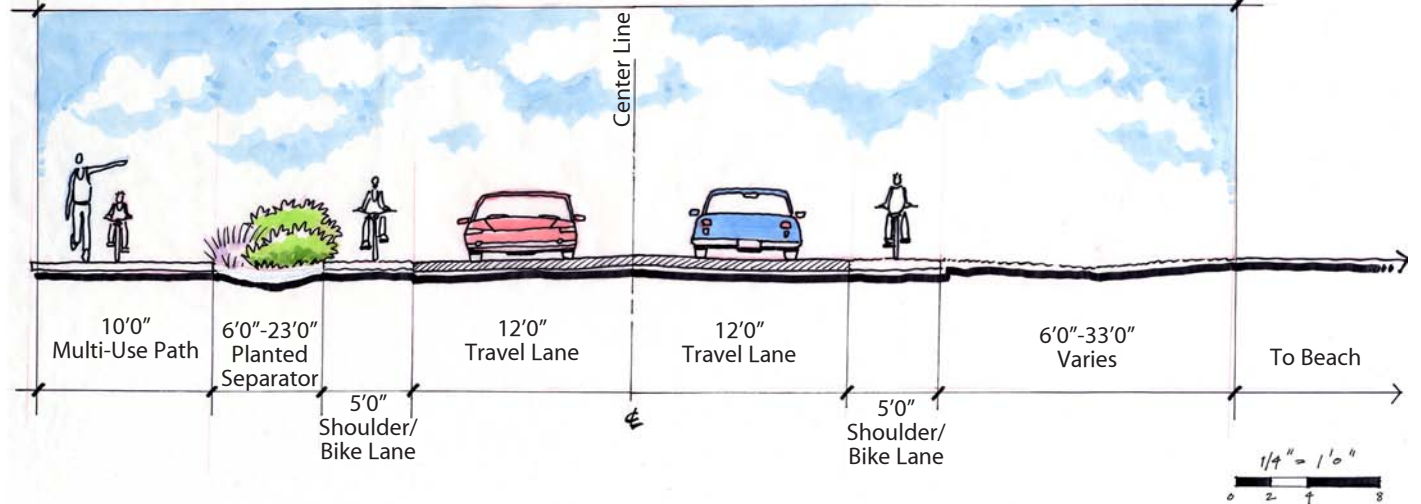 Center Line
10'0"
Multi-Use Path
6'0"-23'0"
Planted
Separator
5'0"
Shoulder/
Bike Lane
12'0"
Travel Lane
℄
12'0"
Travel Lane
5'0"
Shoulder/
Bike Lane
6'0"-33'0"
Varies
To Beach
1/4" = 1'0"
0 2 4 8